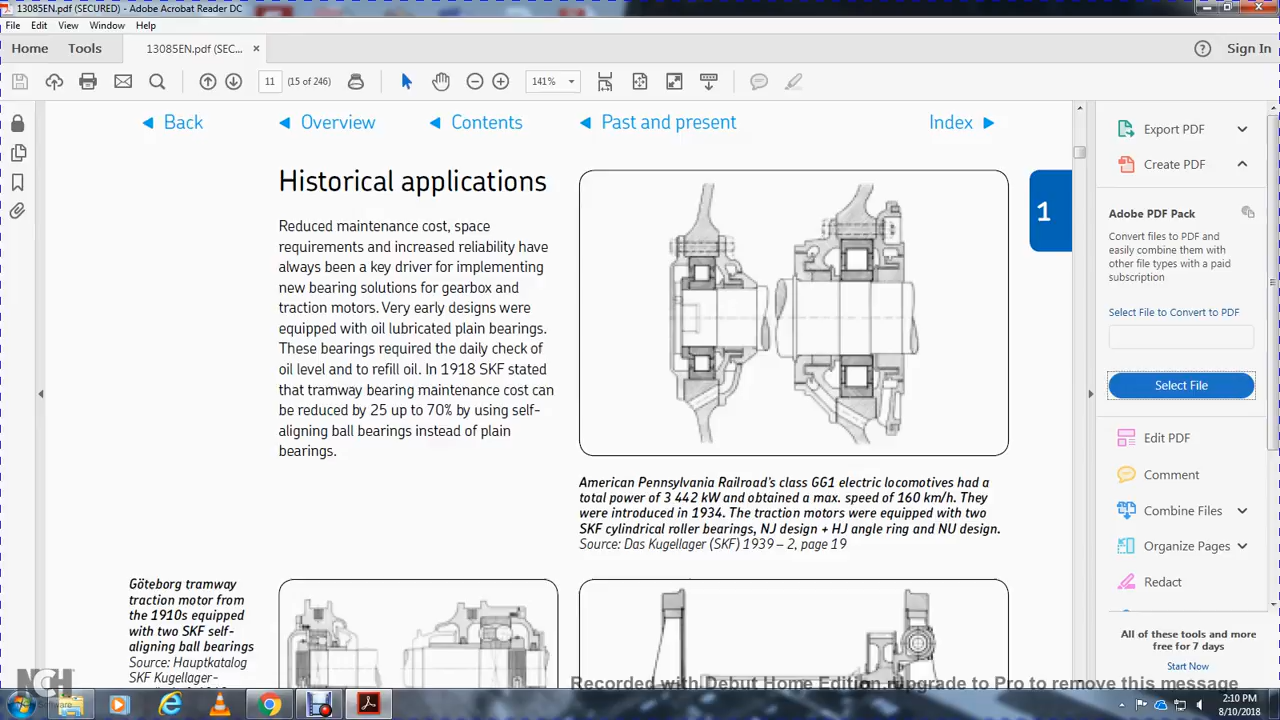 13085EN.pdf (SECURED) - Adobe Acrobat Reader DC
File Edit View Window Help
Home Tools 13085EN.pdf (SEC... × Sign In
11 (15 of 246) 141%
Back Overview Contents Past and present Index
Historical applications
Reduced maintenance cost, space
requirements and increased reliability have
always been a key driver for implementing
new bearing solutions for gearbox and
traction motors. Very early designs were
equipped with oil lubricated plain bearings.
These bearings required the daily check of
oil level and to refill oil. In 1918 SKF stated
that tramway bearing maintenance cost can
be reduced by 25 up to 70% by using self-
aligning ball bearings instead of plain
bearings.
1
American Pennsylvania Railroad's class GG1 electric locomotives had a
total power of 3 442 kW and obtained a max. speed of 160 km/h. They
were introduced in 1934. The traction motors were equipped with two
SKF cylindrical roller bearings, NJ design + HJ angle ring and NU design.
Source: Das Kugellager (SKF) 1939 – 2, page 19
Göteborg tramway
traction motor from
the 1910s equipped
with two SKF self-
aligning ball bearings
Source: Hauptkatalog
SKF Kugellager-
Export PDF
Create PDF
Adobe PDF Pack
Convert files to PDF and
easily combine them with
other file types with a paid
subscription
Select File to Convert to PDF
Select File
Edit PDF
Comment
Combine Files
Organize Pages
Redact
All of these tools and more
free for 7 days
Start Now
NCH
Recorded with Debut Home Edition. Upgrade to Pro to remove this message
2:10 PM
8/10/2018